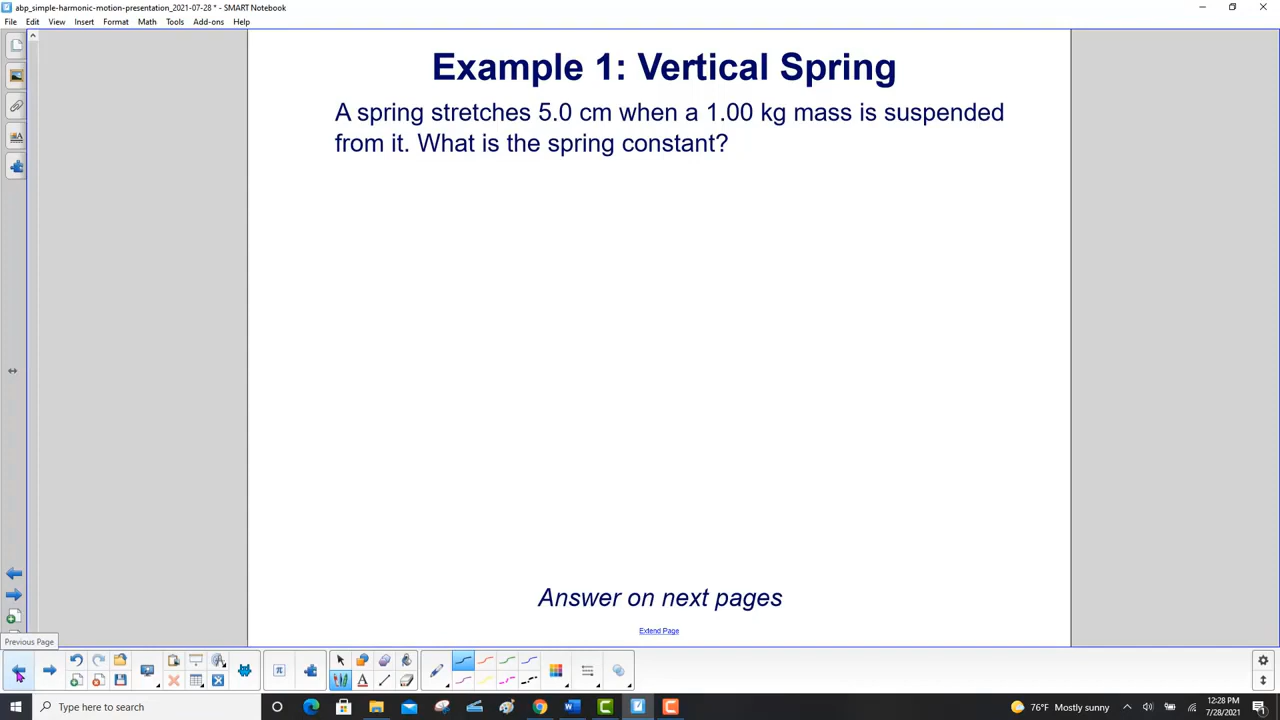 abp_simple-harmonic-motion-presentation_2021-07-28 * - SMART Notebook
File Edit View Insert Format Math Tools Add-ons Help
Example 1: Vertical Spring
A spring stretches 5.0 cm when a 1.00 kg mass is suspended
from it. What is the spring constant?
Answer on next pages
Extend Page
Previous Page
Type here to search
76°F Mostly sunny
12:28 PM
7/28/2021